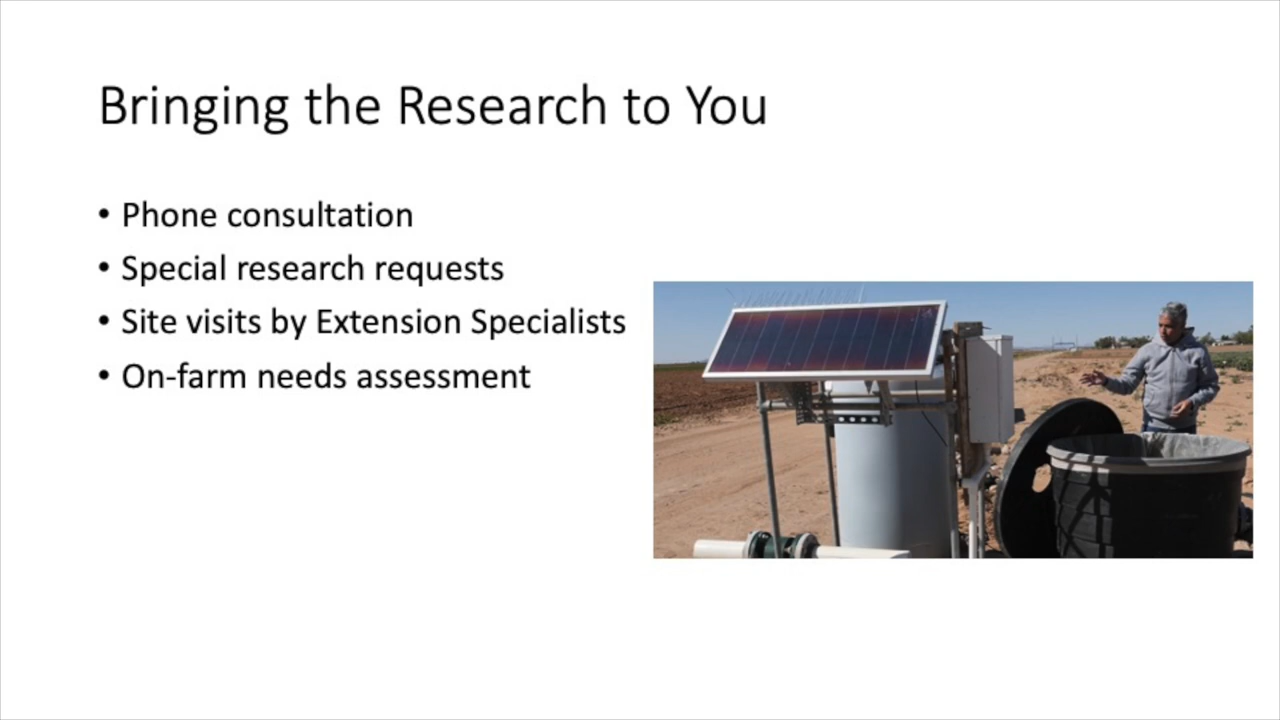 Bringing the Research to You
• Phone consultation
• Special research requests
• Site visits by Extension Specialists
• On-farm needs assessment